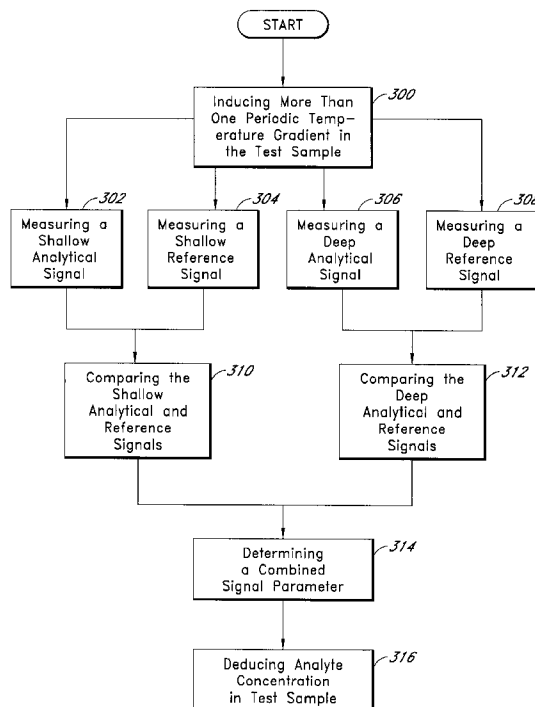 START
300
Inducing More Than
One Periodic Temp-
erature Gradient in
the Test Sample
302
Measuring a
Shallow
Analytical
Signal
304
Measuring a
Shallow
Reference
Signal
306
Measuring a
Deep
Analytical
Signal
308
Measuring a
Deep
Reference
Signal
310
Comparing the
Shallow
Analytical and
Reference
Signals
312
Comparing the
Deep
Analytical and
Reference
Signals
314
Determining
a Combined
Signal Parameter
316
Deducing Analyte
Concentration
in Test Sample